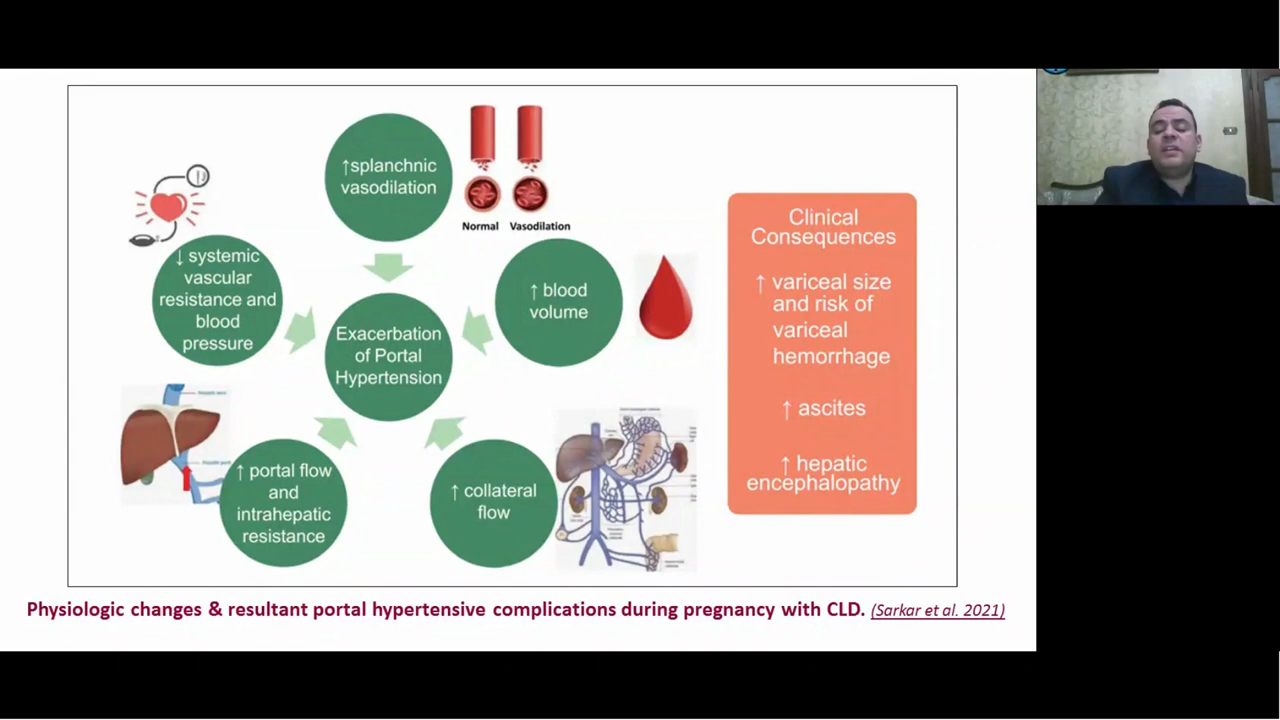 ↑splanchnic
vasodilation
Normal
Vasodilation
↓ systemic
vascular
resistance and
blood
pressure
↑ blood
volume
Exacerbation
of Portal
Hypertension
↑ portal flow
and
intrahepatic
resistance
↑ collateral
flow
Clinical
Consequences
↑ variceal size
and risk of
variceal
hemorrhage
↑ ascites
↑ hepatic
encephalopathy
Physiologic changes & resultant portal hypertensive complications during pregnancy with CLD. (Sarkar et al. 2021)